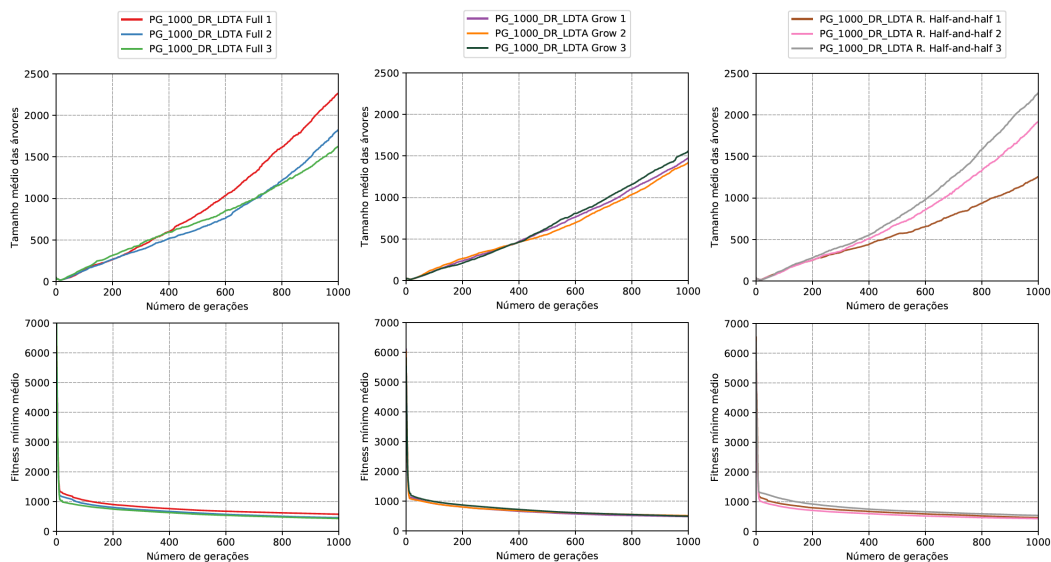 PG_1000_DR_LDTA Full 1
PG_1000_DR_LDTA Full 2
PG_1000_DR_LDTA Full 3
PG_1000_DR_LDTA Grow 1
PG_1000_DR_LDTA Grow 2
PG_1000_DR_LDTA Grow 3
PG_1000_DR_LDTA R. Half-and-half 1
PG_1000_DR_LDTA R. Half-and-half 2
PG_1000_DR_LDTA R. Half-and-half 3
Tamanho médio das árvores
2500
2000
1500
1000
500
0
0 200 400 600 800 1000
Número de gerações
Tamanho médio das árvores
2500
2000
1500
1000
500
0
0 200 400 600 800 1000
Número de gerações
Tamanho médio das árvores
2500
2000
1500
1000
500
0
0 200 400 600 800 1000
Número de gerações
Fitness mínimo médio
7000
6000
5000
4000
3000
2000
1000
0
0 200 400 600 800 1000
Número de gerações
Fitness mínimo médio
7000
6000
5000
4000
3000
2000
1000
0
0 200 400 600 800 1000
Número de gerações
Fitness mínimo médio
7000
6000
5000
4000
3000
2000
1000
0
0 200 400 600 800 1000
Número de gerações